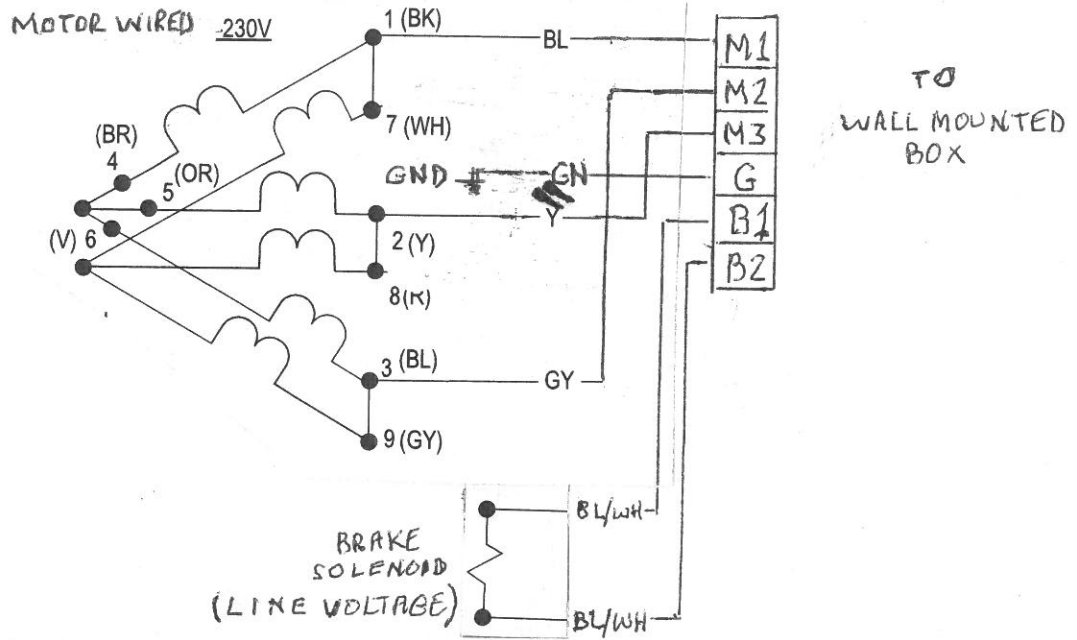 MOTOR WIRED 230V
1 (BK)
BL
M1
M2
M3
G
B1
B2
TO
WALL MOUNTED
BOX
7 (WH)
(BR)
4
(OR)
5
GND
GN
Y
(V) 6
2 (Y)
8
3 (BL)
GY
9 (GY)
BRAKE
SOLENOID
(LINE VOLTAGE)
BL/WH
BL/WH